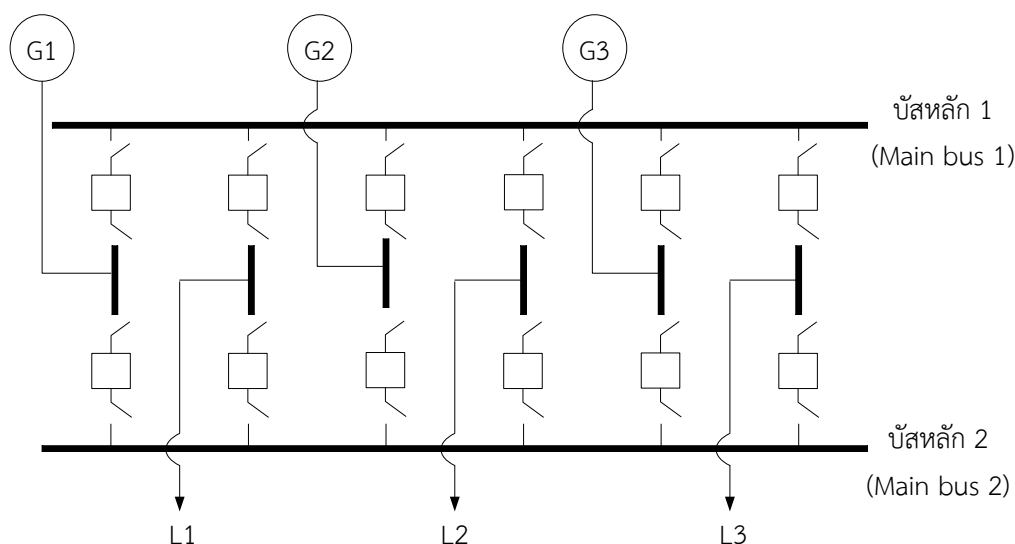 G1
G2
G3
บัสหลัก 1
(Main bus 1)
บัสหลัก 2
(Main bus 2)
L1
L2
L3